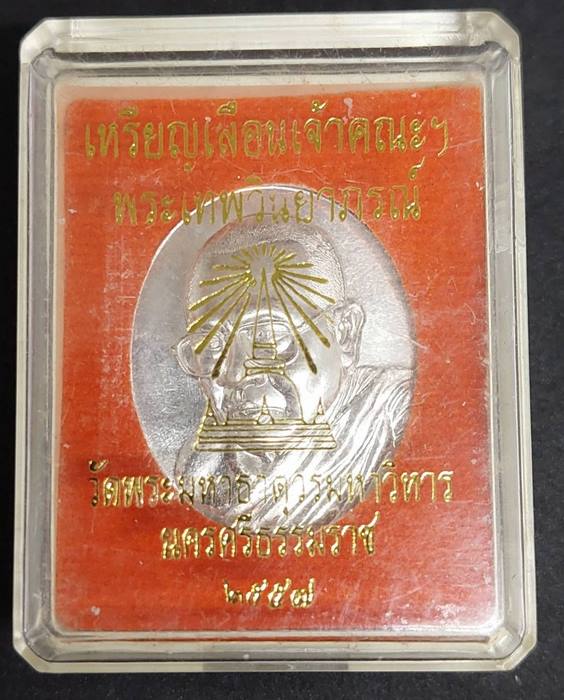 เหรียญเลื่อนเจ้าคณะฯ
พระเทพวินยาภรณ์
วัดพระมหาธาตุวรมหาวิหาร
นครศรีธรรมราช
๒๕๕๗